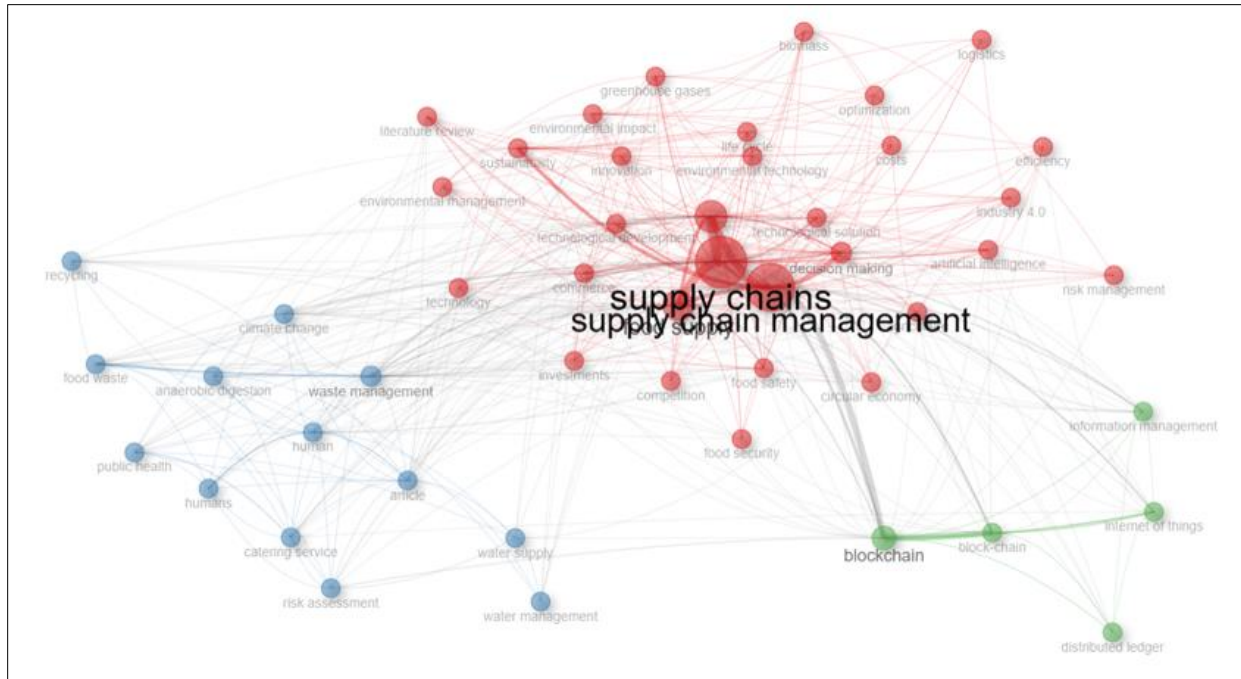 biomass
logistics
greenhouse gases
optimization
literature review
environmental impact
life cycle
costs
efficiency
sustainability
innovation
environmental technology
environmental management
industry 4.0
technological development
technological solution
recycling
technology
commerce
decision making
artificial intelligence
risk management
supply chains
supply chain management
food supply
climate change
food waste
anaerobic digestion
waste management
investments
competition
food safety
circular economy
information management
human
food security
public health
humans
article
internet of things
catering service
water supply
blockchain
block-chain
risk assessment
water management
distributed ledger